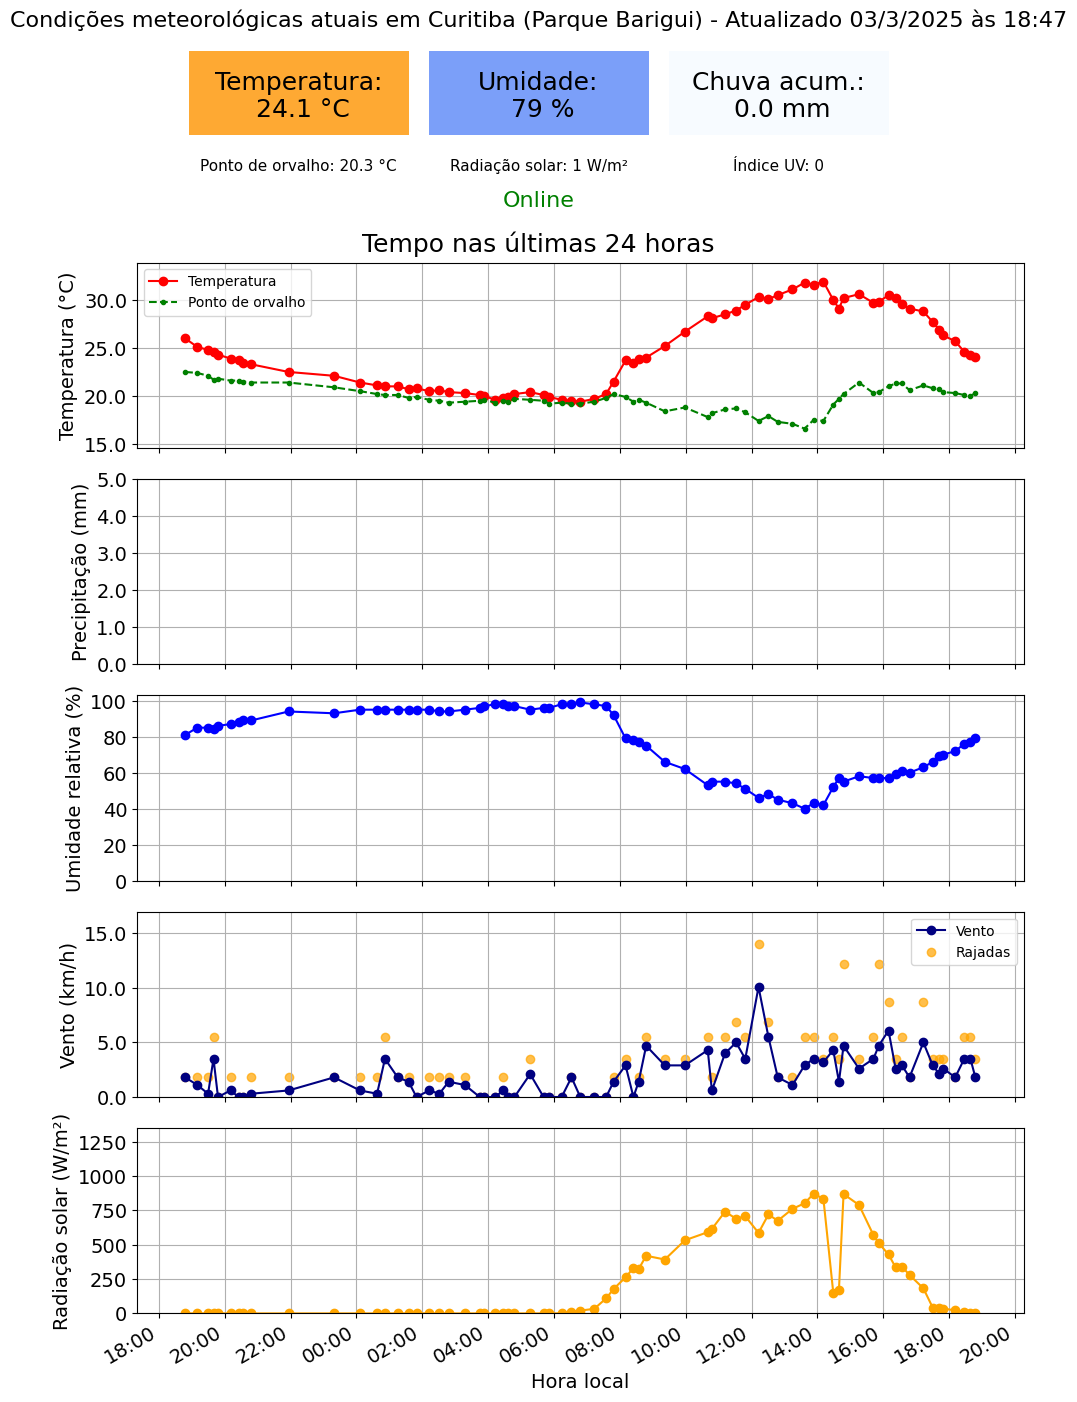 Condições meteorológicas atuais em Curitiba (Parque Barigui) - Atualizado 03/3/2025 às 18:47
Temperatura:
24.1 °C
Umidade:
79 %
Chuva acum.:
0.0 mm
Ponto de orvalho: 20.3 °C
Radiação solar: 1 W/m²
Índice UV: 0
Online
Tempo nas últimas 24 horas
Temperatura (°C)
30.0
25.0
20.0
15.0
Temperatura
Ponto de orvalho
Precipitação (mm)
5.0
4.0
3.0
2.0
1.0
0.0
Umidade relativa (%)
100
80
60
40
20
0
Vento (km/h)
15.0
10.0
5.0
0.0
Vento
Rajadas
Radiação solar (W/m²)
1250
1000
750
500
250
0
18:00 20:00 00:00 02:00 04:00 06:00 08:00 10:00 12:00 14:00 16:00 18:00 20:00
Hora local